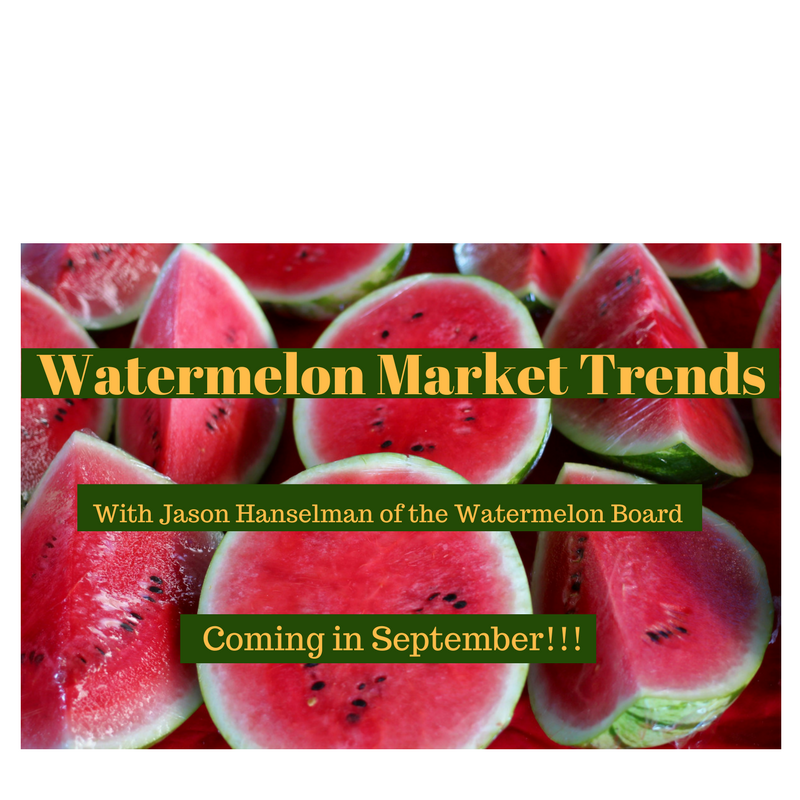 Watermelon Market Trends
With Jason Hanselman of the Watermelon Board
Coming in September!!!